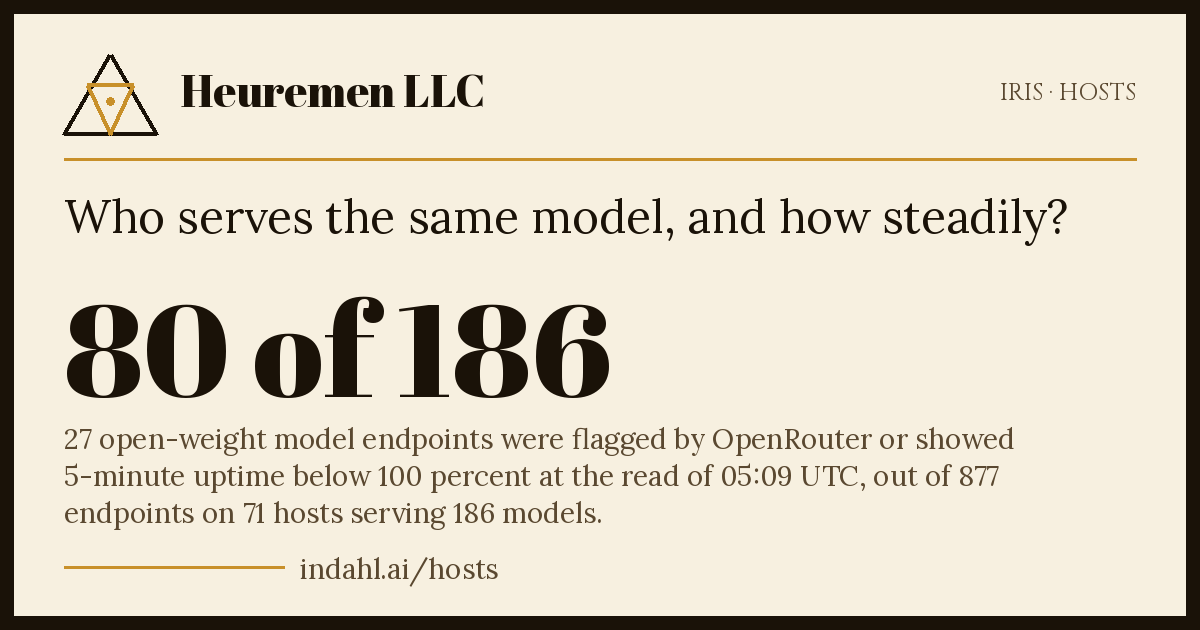 Heuremen LLC
IRIS · HOSTS
Who serves the same model, and how steadily?
80 of 186
27 open-weight model endpoints were flagged by OpenRouter or showed
5-minute uptime below 100 percent at the read of 05:09 UTC, out of 877
endpoints on 71 hosts serving 186 models.
indahl.ai/hosts